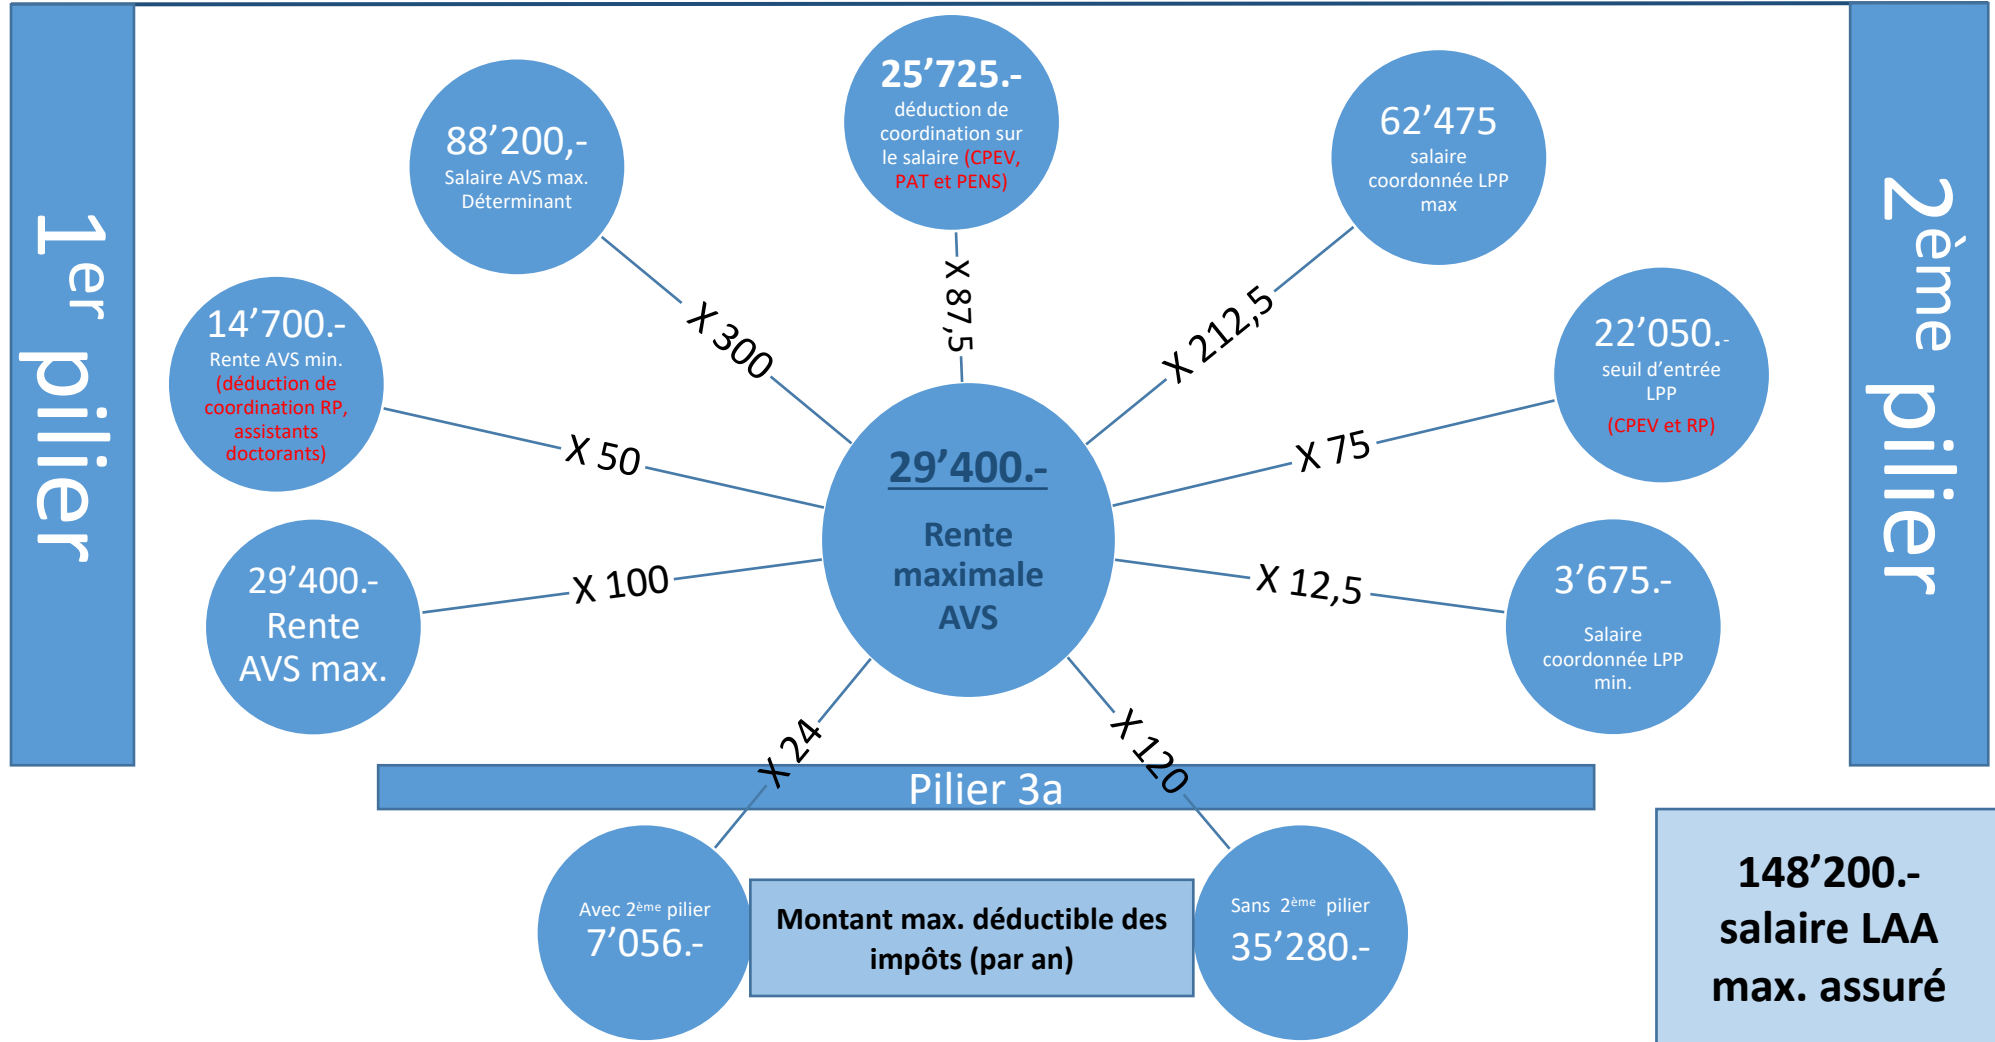 1er pilier
88’200,-
Salaire AVS max.
Déterminant
25’725.-
déduction de
coordination sur
le salaire (CPEV,
PAT et PENS)
62’475
salaire
coordonnée LPP
max
2ème pilier
14’700.-
Rente AVS min.
(déduction de
coordination RP,
assistants
doctorants)
X 300
X 87,5
X 212,5
22’050.-
seuil d’entrée
LPP
(CPEV et RP)
X 50
X 75
29’400.-
Rente
maximale
AVS
29’400.-
Rente
AVS max.
X 100
X 12,5
3’675.-
Salaire
coordonnée LPP
min.
X 24
X 120
Pilier 3a
Avec 2ème pilier
7’056.-
Montant max. déductible des
impôts (par an)
Sans 2ème pilier
35’280.-
148’200.-
salaire LAA
max. assuré